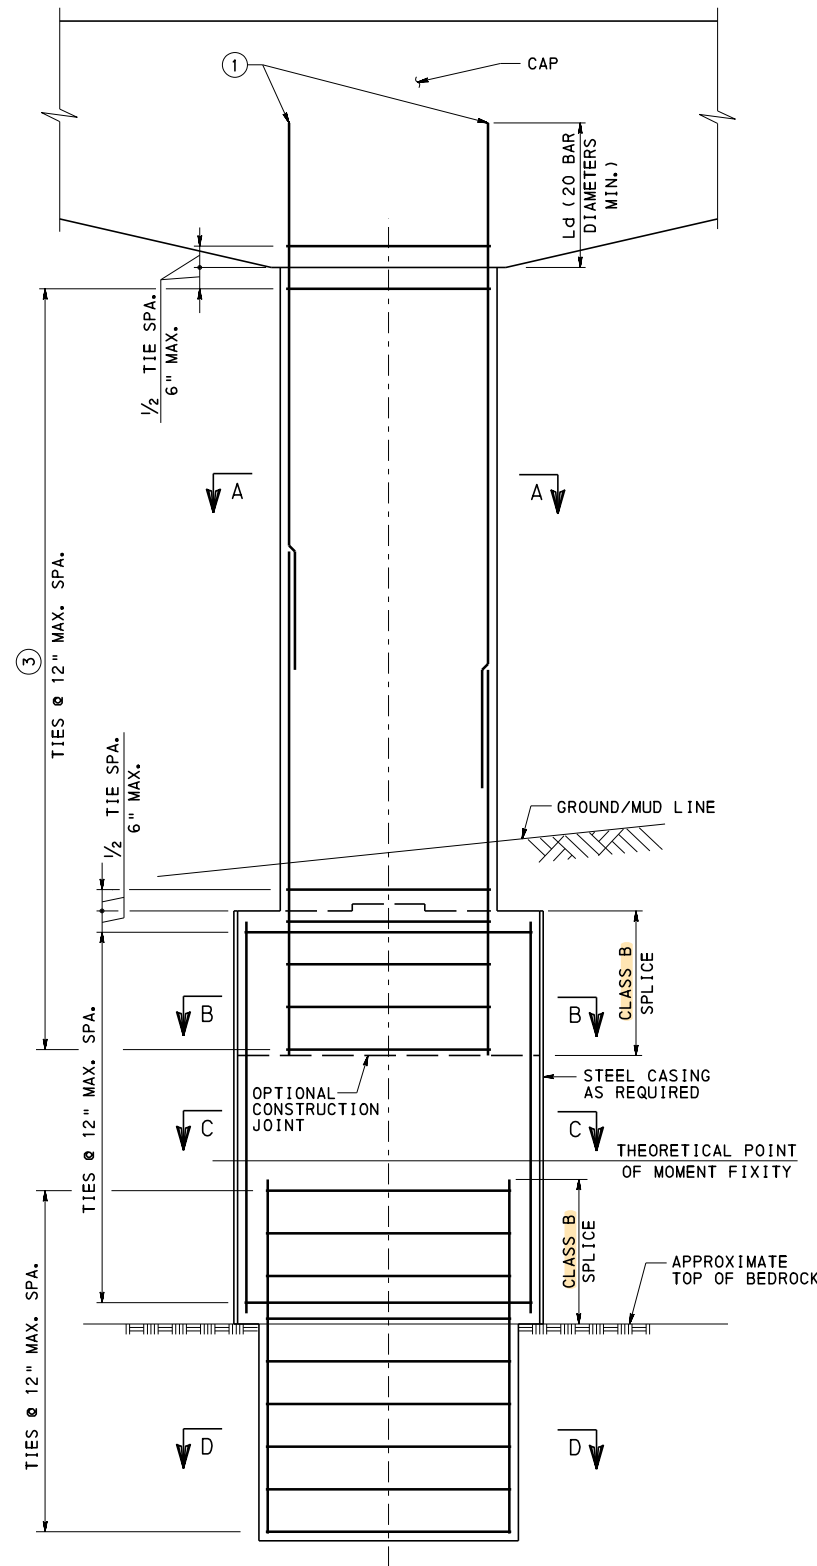 1
CAP
Ld (20 BAR
DIAMETERS
MIN.)
½ TIE SPA.
6" MAX.
A
A
3
TIES @ 12" MAX. SPA.
½ TIE SPA.
6" MAX.
GROUND/MUD LINE
CLASS B
SPLICE
B
B
TIES @ 12" MAX. SPA.
OPTIONAL
CONSTRUCTION
JOINT
STEEL CASING
AS REQUIRED
C
C
THEORETICAL POINT
OF MOMENT FIXITY
CLASS B
SPLICE
APPROXIMATE
TOP OF BEDROCK
TIES @ 12" MAX. SPA.
D
D